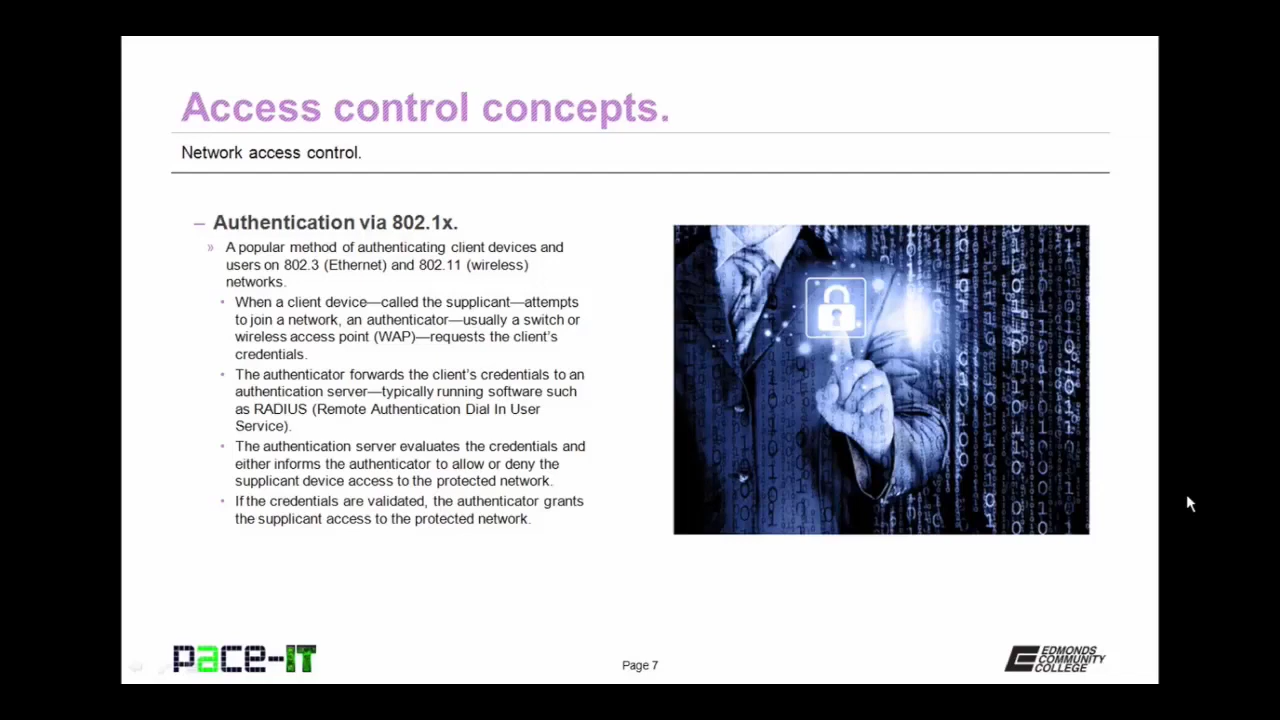 Access control concepts.
Network access control.
– Authentication via 802.1x.
» A popular method of authenticating client devices and
users on 802.3 (Ethernet) and 802.11 (wireless)
networks.
• When a client device—called the supplicant—attempts
to join a network, an authenticator—usually a switch or
wireless access point (WAP)—requests the client’s
credentials.
• The authenticator forwards the client’s credentials to an
authentication server—typically running software such
as RADIUS (Remote Authentication Dial In User
Service).
• The authentication server evaluates the credentials and
either informs the authenticator to allow or deny the
supplicant device access to the protected network.
• If the credentials are validated, the authenticator grants
the supplicant access to the protected network.
pace-IT
Page 7
EDMONDS
COMMUNITY
COLLEGE